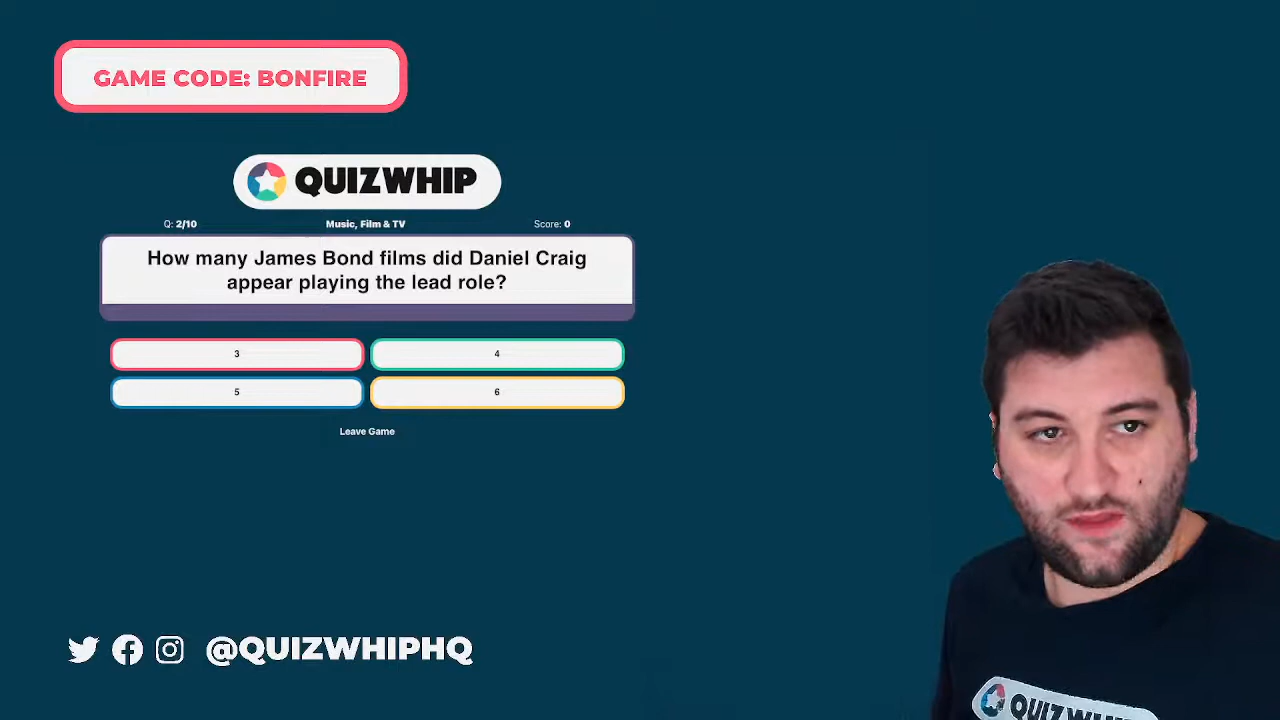 GAME CODE: BONFIRE
QUIZWHIP
Q: 2/10 Music, Film & TV Score: 0
How many James Bond films did Daniel Craig
appear playing the lead role?
3 4
5 6
Leave Game
@QUIZWHIPHQ
QUIZWHIP